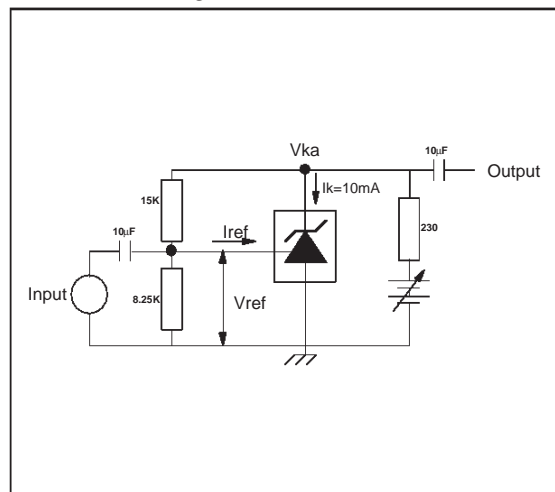 10µF
Vka
Output
Ik=10mA
15K
10µF
Iref
230
Input
8.25K
Vref